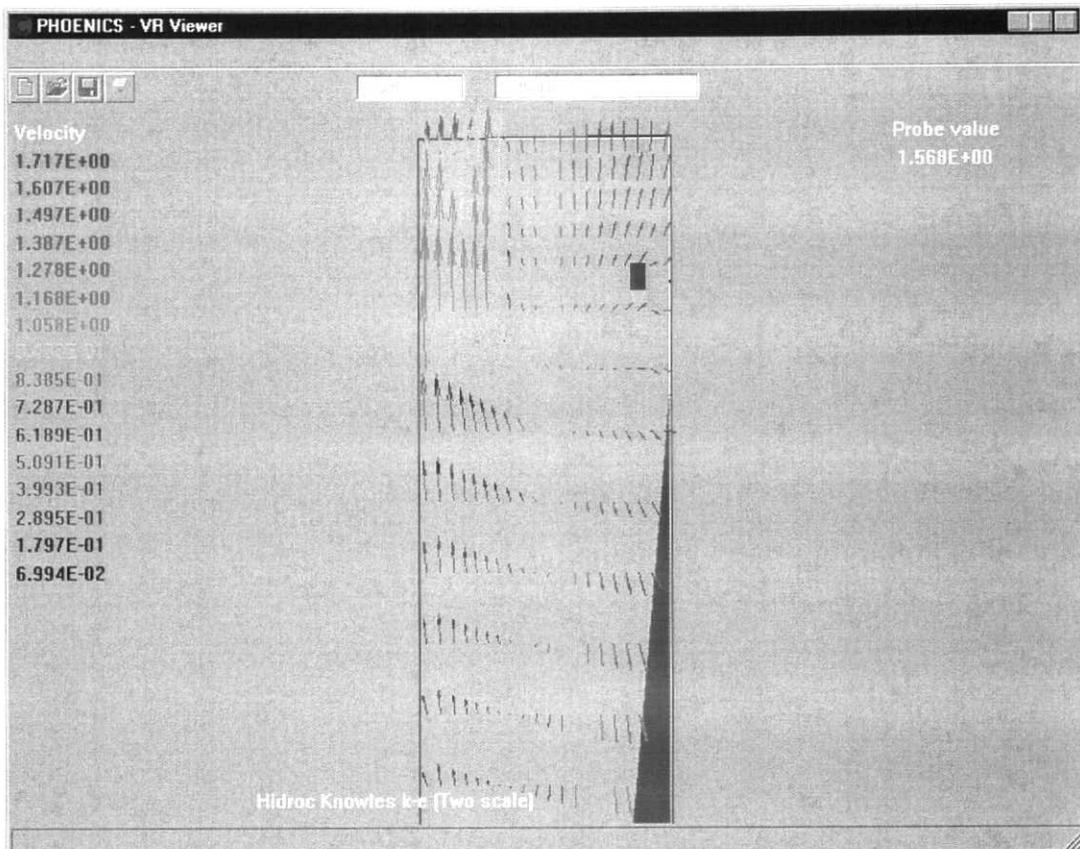 PHOENICS - VR Viewer
Velocity
1.717E+00
1.607E+00
1.497E+00
1.387E+00
1.278E+00
1.168E+00
1.058E+00
8.385E-01
7.287E-01
6.189E-01
5.091E-01
3.993E-01
2.895E-01
1.797E-01
6.994E-02
Probe value
1.568E+00
Hidroc Knowles k-e (Two scale)